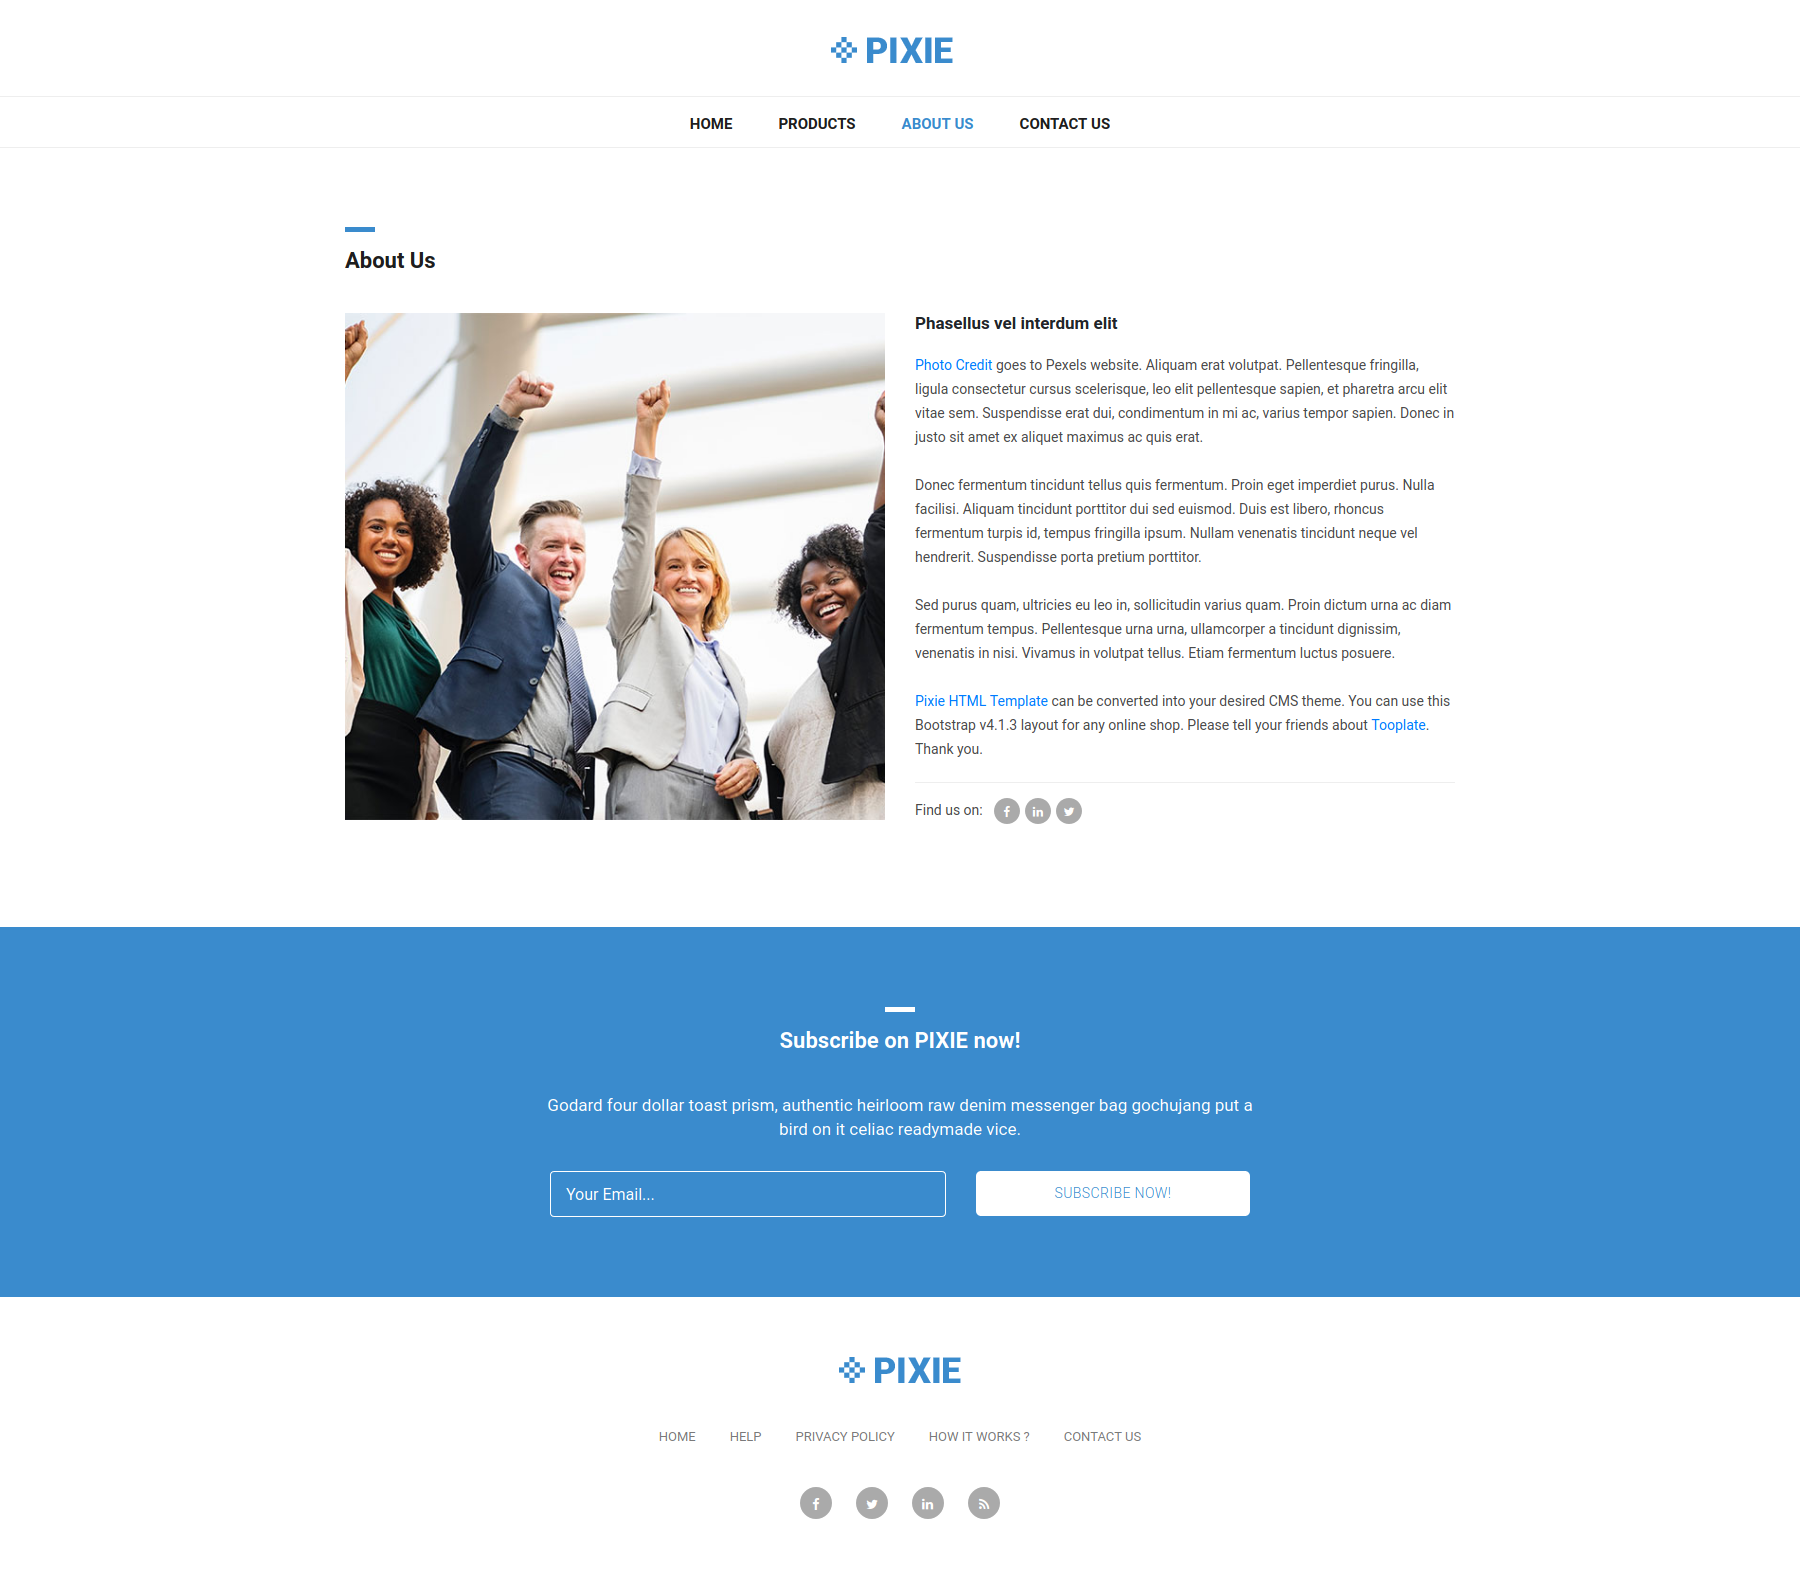 PIXIE
HOME PRODUCTS ABOUT US CONTACT US
About Us
Phasellus vel interdum elit
Photo Credit goes to Pexels website. Aliquam erat volutpat. Pellentesque fringilla,
ligula consectetur cursus scelerisque, leo elit pellentesque sapien, et pharetra arcu elit
vitae sem. Suspendisse erat dui, condimentum in mi ac, varius tempor sapien. Donec in
justo sit amet ex aliquet maximus ac quis erat.
Donec fermentum tincidunt tellus quis fermentum. Proin eget imperdiet purus. Nulla
facilisi. Aliquam tincidunt porttitor dui sed euismod. Duis est libero, rhoncus
fermentum turpis id, tempus fringilla ipsum. Nullam venenatis tincidunt neque vel
hendrerit. Suspendisse porta pretium porttitor.
Sed purus quam, ultricies eu leo in, sollicitudin varius quam. Proin dictum urna ac diam
fermentum tempus. Pellentesque urna urna, ullamcorper a tincidunt dignissim,
venenatis in nisi. Vivamus in volutpat tellus. Etiam fermentum luctus posuere.
Pixie HTML Template can be converted into your desired CMS theme. You can use this
Bootstrap v4.1.3 layout for any online shop. Please tell your friends about Tooplate.
Thank you.
Find us on:
Subscribe on PIXIE now!
Godard four dollar toast prism, authentic heirloom raw denim messenger bag gochujang put a
bird on it celiac readymade vice.
Your Email... SUBSCRIBE NOW!
PIXIE
HOME HELP PRIVACY POLICY HOW IT WORKS ? CONTACT US